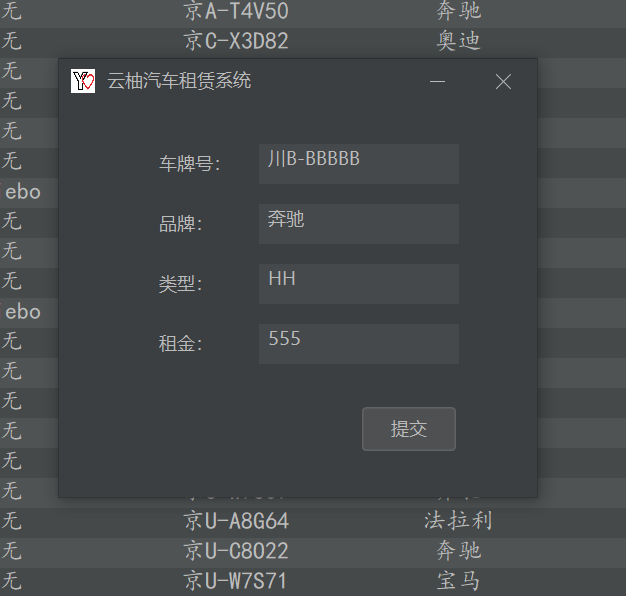 无 京A-T4V50 奔驰
无 京C-X3D82 奥迪
无 云柚汽车租赁系统
无
无
无 车牌号: 川B-BBBBB
ebo
无 品牌: 奔驰
无
无 类型: HH
ebo
无 租金: 555
无
无
无 提交
无
无
无 京U-A8G64 法拉利
无 京U-C8022 奔驰
无 京U-W7S71 宝马